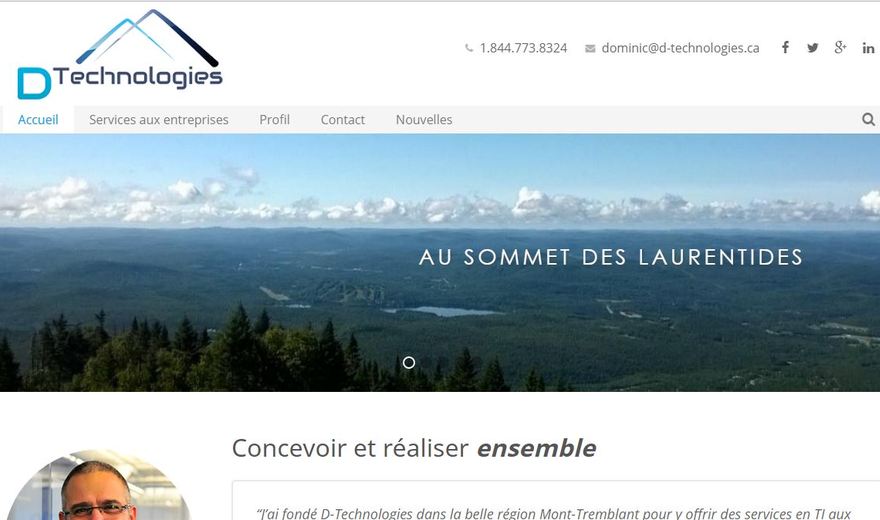 D Technologies
1.844.773.8324 dominic@d-technologies.ca
Accueil Services aux entreprises Profil Contact Nouvelles
AU SOMMET DES LAURENTIDES
Concevoir et réaliser ensemble
“J’ai fondé D-Technologies dans la belle région Mont-Tremblant pour y offrir des services en TI aux